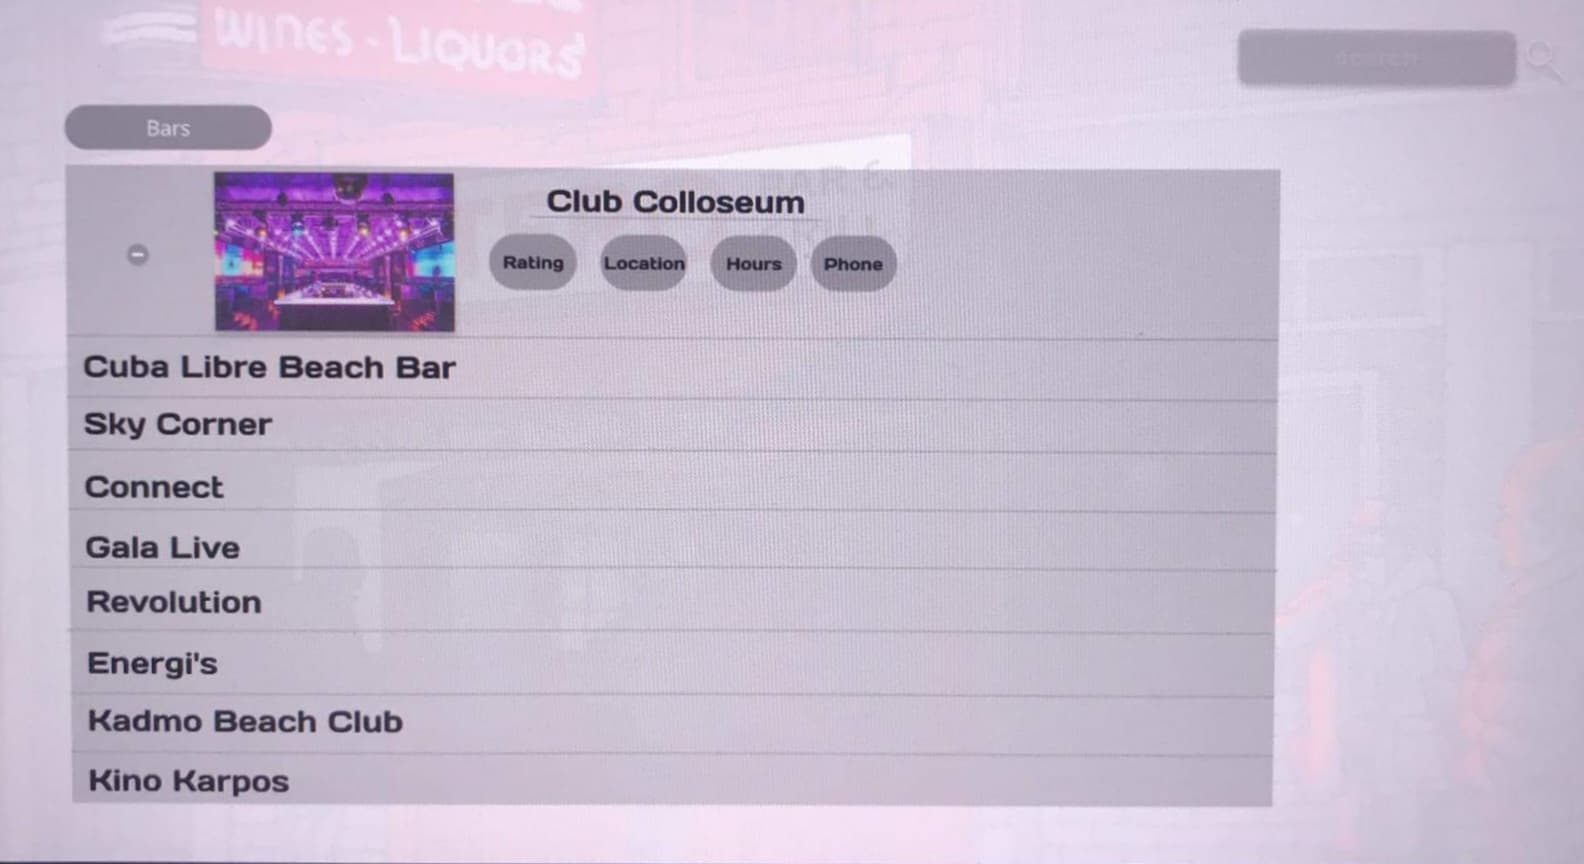 WINES - LIQUORS
search
Bars
Club Colloseum
Rating Location Hours Phone
Cuba Libre Beach Bar
Sky Corner
Connect
Gala Live
Revolution
Energi's
Kadmo Beach Club
Kino Karpos